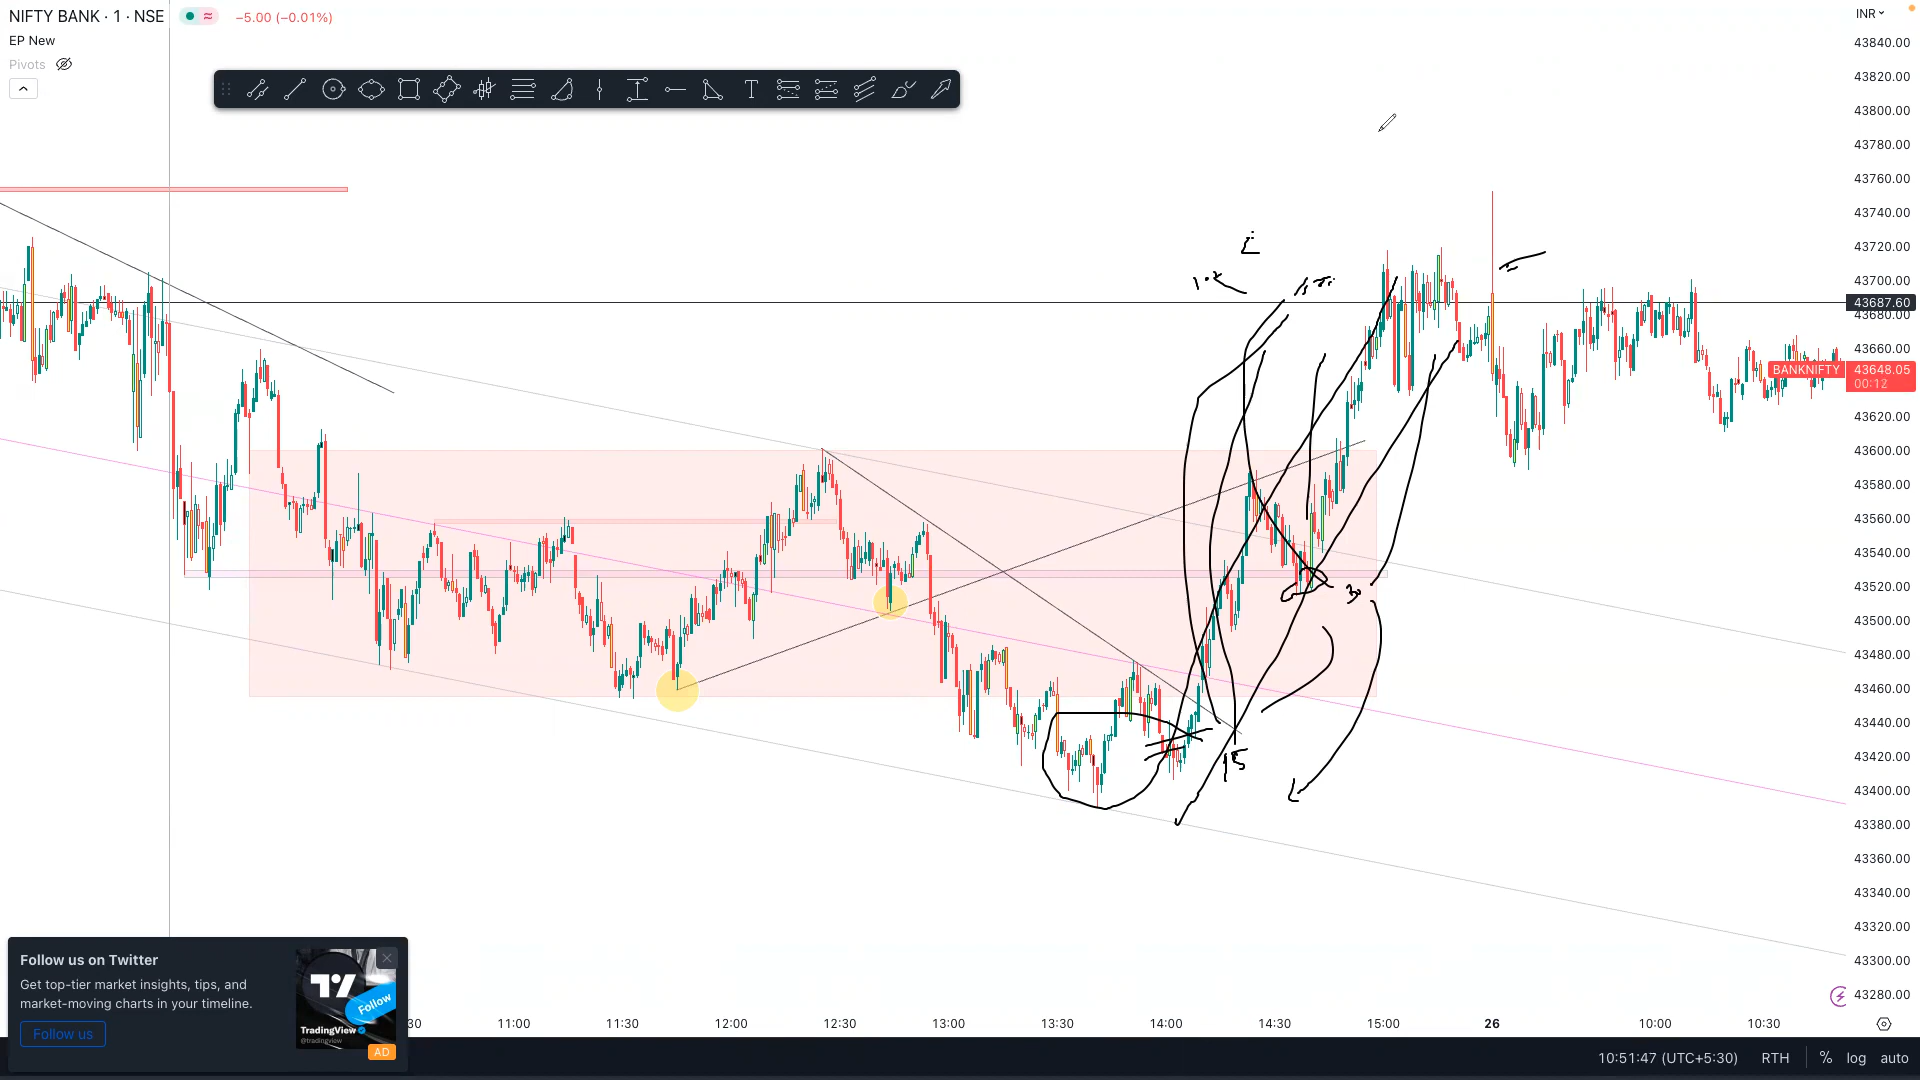 NIFTY BANK · 1 · NSE
−5.00 (−0.01%)
EP New
Pivots
INR
43840.00
43820.00
43800.00
43780.00
43760.00
43740.00
43720.00
43700.00
43687.60
43680.00
43660.00
BANKNIFTY 43648.05
00:12
43620.00
43600.00
43580.00
43560.00
43540.00
43520.00
43500.00
43480.00
43460.00
43440.00
43420.00
43400.00
43380.00
43360.00
43340.00
43320.00
43300.00
43280.00
10k
30
15
Follow us on Twitter
Get top-tier market insights, tips, and
market-moving charts in your timeline.
Follow us
Follow
TradingView
@tradingview
AD
:30 11:00 11:30 12:00 12:30 13:00 13:30 14:00 14:30 15:00 26 10:00 10:30
10:51:47 (UTC+5:30) RTH % log auto